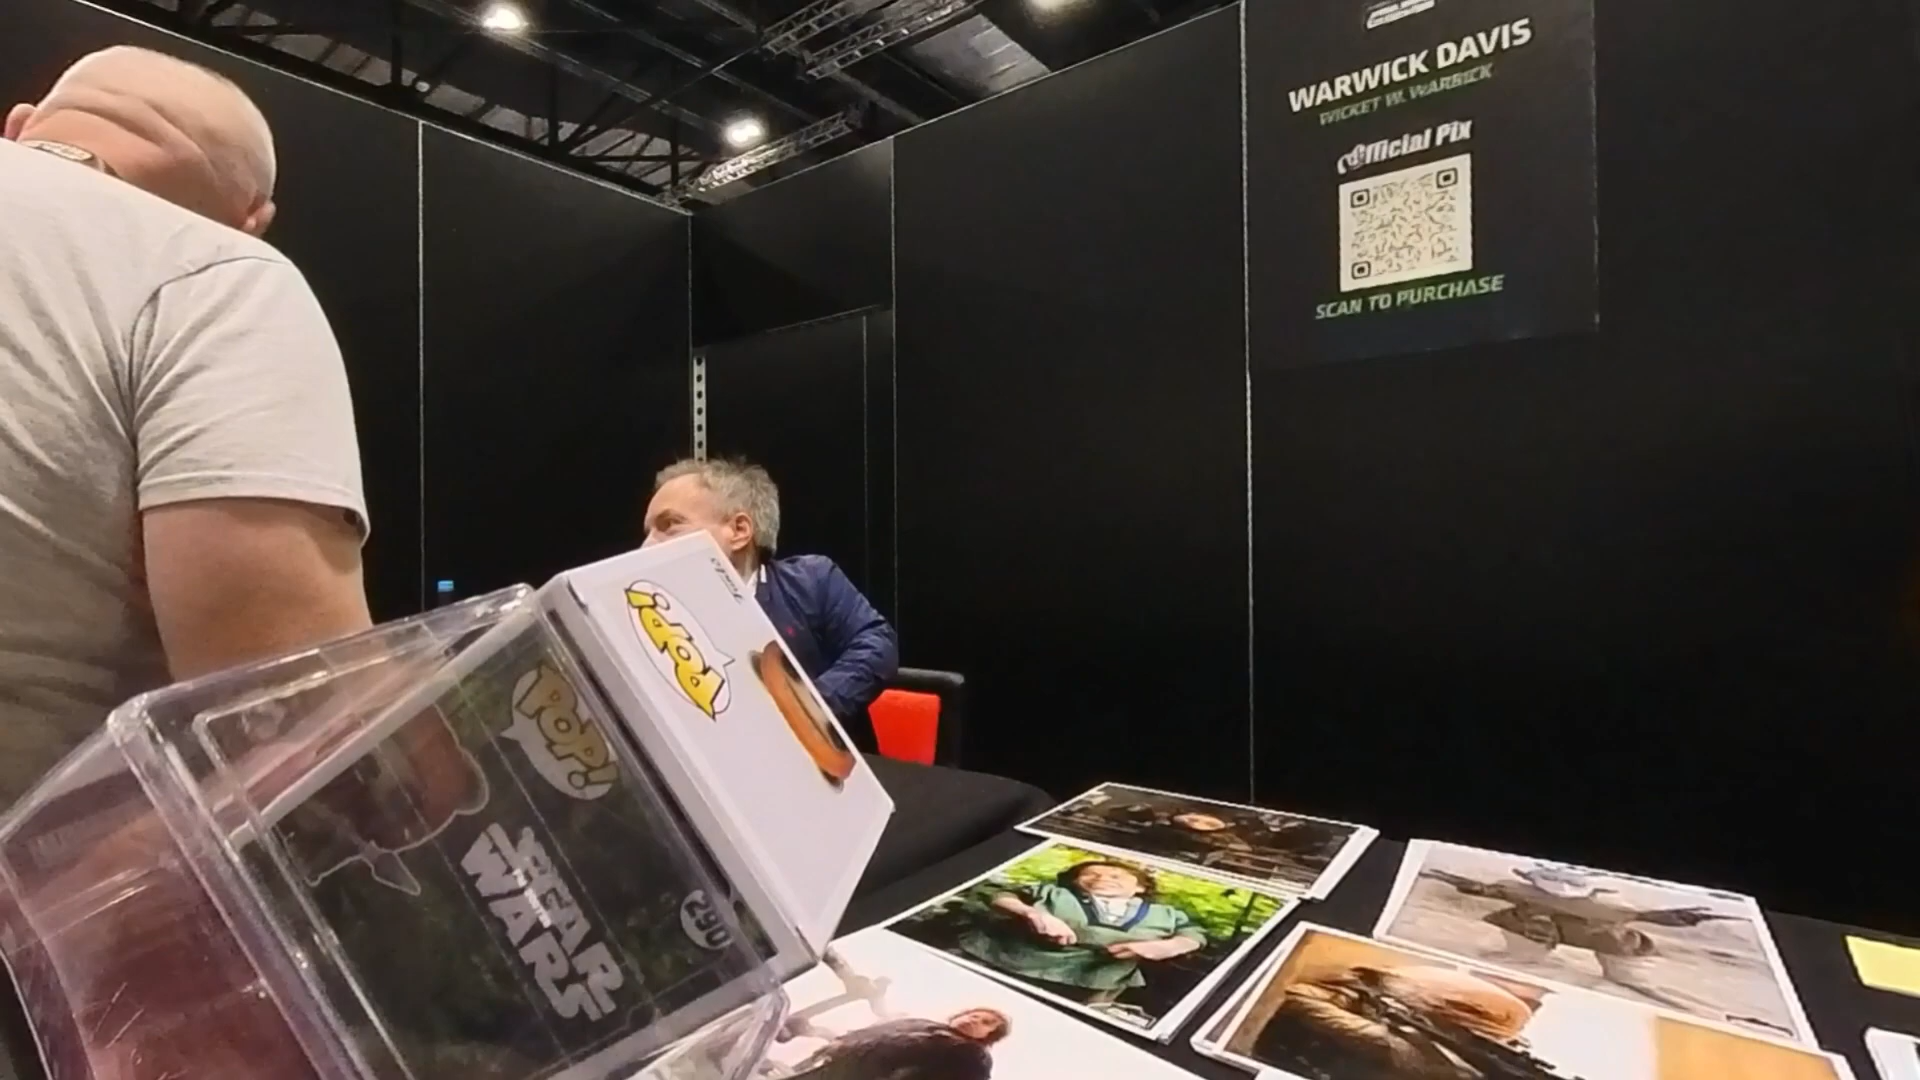 WARWICK DAVIS
WICKET W. WARRICK
Official Pix
SCAN TO PURCHASE
POP!
POP!
STAR
WARS
290